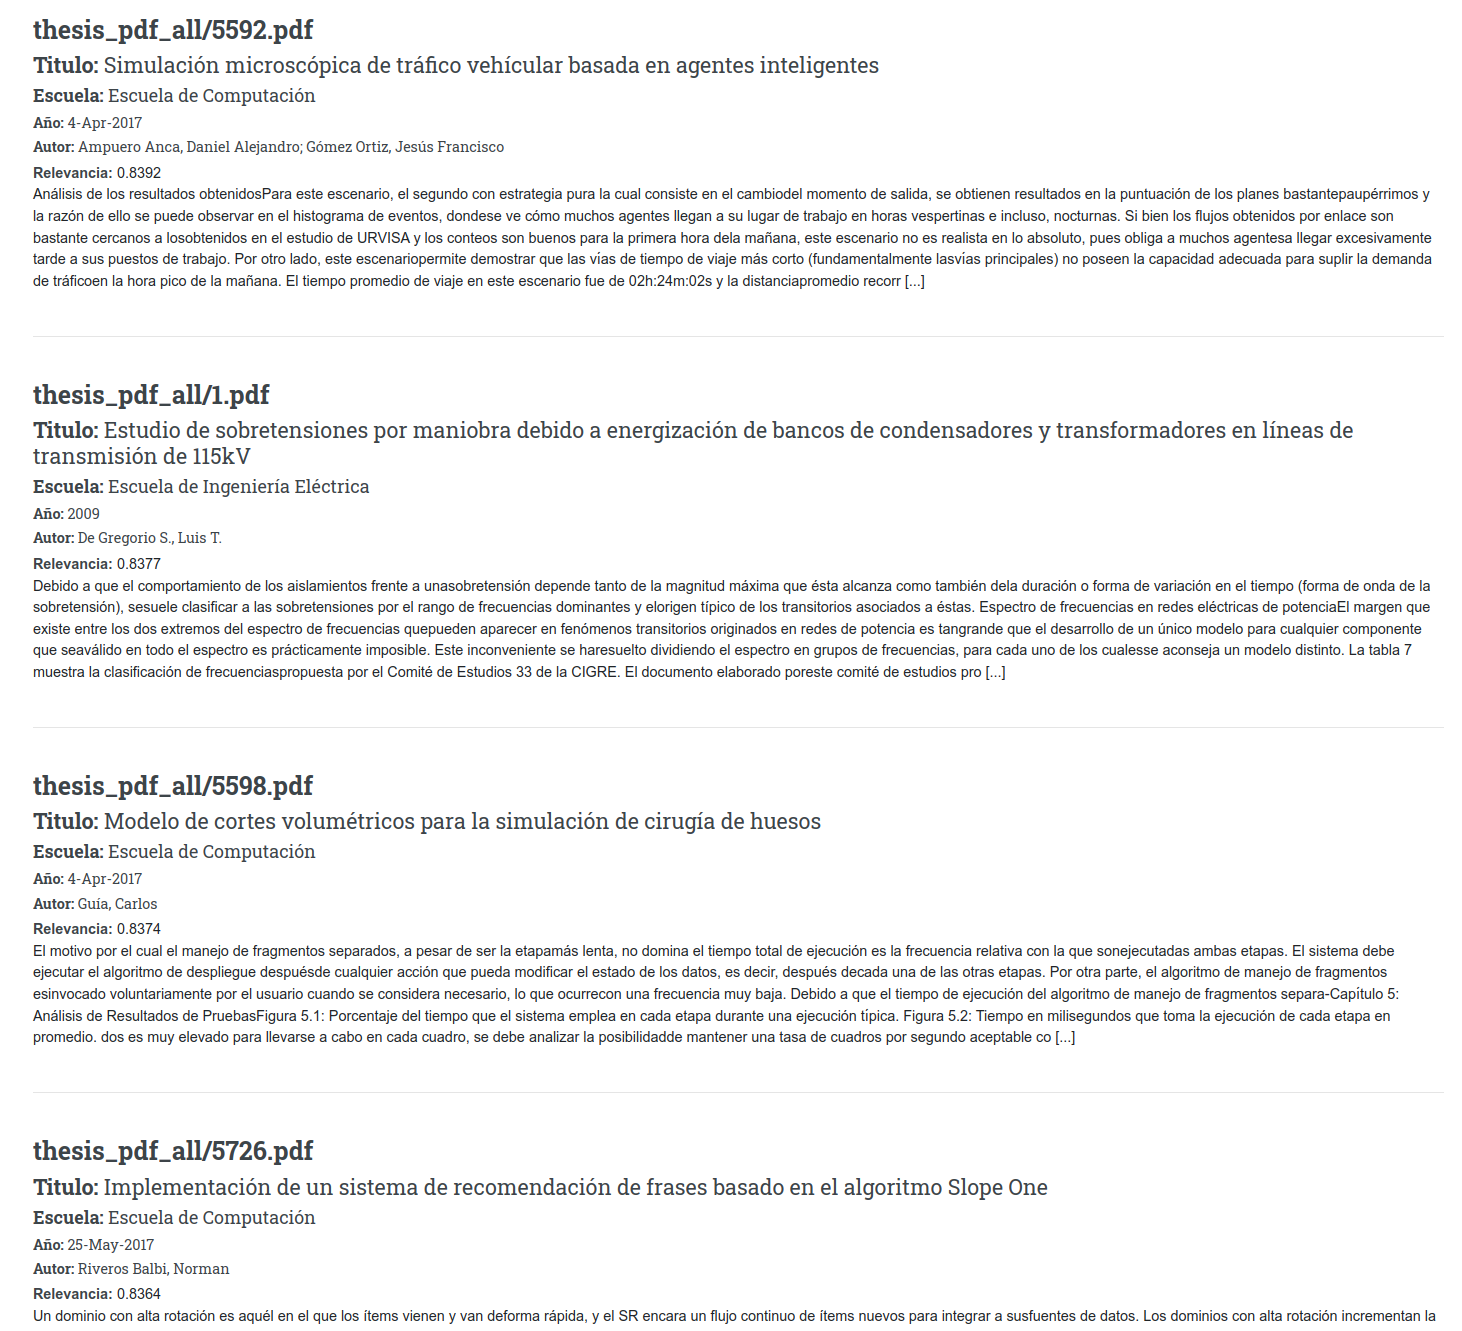 thesis_pdf_all/5592.pdf
Titulo: Simulación microscópica de tráfico vehícular basada en agentes inteligentes
Escuela: Escuela de Computación
Año: 4-Apr-2017
Autor: Ampuero Anca, Daniel Alejandro; Gómez Ortiz, Jesús Francisco
Relevancia: 0.8392
Análisis de los resultados obtenidosPara este escenario, el segundo con estrategia pura la cual consiste en el cambiodel momento de salida, se obtienen resultados en la puntuación de los planes bastantepaupérrimos y
la razón de ello se puede observar en el histograma de eventos, dondese ve cómo muchos agentes llegan a su lugar de trabajo en horas vespertinas e incluso, nocturnas. Si bien los flujos obtenidos por enlace son
bastante cercanos a losobtenidos en el estudio de URVISA y los conteos son buenos para la primera hora dela mañana, este escenario no es realista en lo absoluto, pues obliga a muchos agentesa llegar excesivamente
tarde a sus puestos de trabajo. Por otro lado, este escenariopermite demostrar que las vías de tiempo de viaje más corto (fundamentalmente lasvías principales) no poseen la capacidad adecuada para suplir la demanda
de tráficoen la hora pico de la mañana. El tiempo promedio de viaje en este escenario fue de 02h:24m:02s y la distanciapromedio recorr [...]
thesis_pdf_all/1.pdf
Titulo: Estudio de sobretensiones por maniobra debido a energización de bancos de condensadores y transformadores en líneas de
transmisión de 115kV
Escuela: Escuela de Ingeniería Eléctrica
Año: 2009
Autor: De Gregorio S., Luis T.
Relevancia: 0.8377
Debido a que el comportamiento de los aislamientos frente a unasobretensión depende tanto de la magnitud máxima que ésta alcanza como también dela duración o forma de variación en el tiempo (forma de onda de la
sobretensión), sesuele clasificar a las sobretensiones por el rango de frecuencias dominantes y elorigen típico de los transitorios asociados a éstas. Espectro de frecuencias en redes eléctricas de potenciaEl margen que
existe entre los dos extremos del espectro de frecuencias quepueden aparecer en fenómenos transitorios originados en redes de potencia es tangrande que el desarrollo de un único modelo para cualquier componente
que seaválido en todo el espectro es prácticamente imposible. Este inconveniente se haresuelto dividiendo el espectro en grupos de frecuencias, para cada uno de los cualesse aconseja un modelo distinto. La tabla 7
muestra la clasificación de frecuenciaspropuesta por el Comité de Estudios 33 de la CIGRE. El documento elaborado poreste comité de estudios pro [...]
thesis_pdf_all/5598.pdf
Titulo: Modelo de cortes volumétricos para la simulación de cirugía de huesos
Escuela: Escuela de Computación
Año: 4-Apr-2017
Autor: Guía, Carlos
Relevancia: 0.8374
El motivo por el cual el manejo de fragmentos separados, a pesar de ser la etapamás lenta, no domina el tiempo total de ejecución es la frecuencia relativa con la que sonejecutadas ambas etapas. El sistema debe
ejecutar el algoritmo de despliegue despuésde cualquier acción que pueda modificar el estado de los datos, es decir, después decada una de las otras etapas. Por otra parte, el algoritmo de manejo de fragmentos
esinvocado voluntariamente por el usuario cuando se considera necesario, lo que ocurrecon una frecuencia muy baja. Debido a que el tiempo de ejecución del algoritmo de manejo de fragmentos separa-Capítulo 5:
Análisis de Resultados de PruebasFigura 5.1: Porcentaje del tiempo que el sistema emplea en cada etapa durante una ejecución típica. Figura 5.2: Tiempo en milisegundos que toma la ejecución de cada etapa en
promedio. dos es muy elevado para llevarse a cabo en cada cuadro, se debe analizar la posibilidadde mantener una tasa de cuadros por segundo aceptable co [...]
thesis_pdf_all/5726.pdf
Titulo: Implementación de un sistema de recomendación de frases basado en el algoritmo Slope One
Escuela: Escuela de Computación
Año: 25-May-2017
Autor: Riveros Balbi, Norman
Relevancia: 0.8364
Un dominio con alta rotación es aquél en el que los ítems vienen y van deforma rápida, y el SR encara un flujo continuo de ítems nuevos para integrar a susfuentes de datos. Los dominios con alta rotación incrementan la